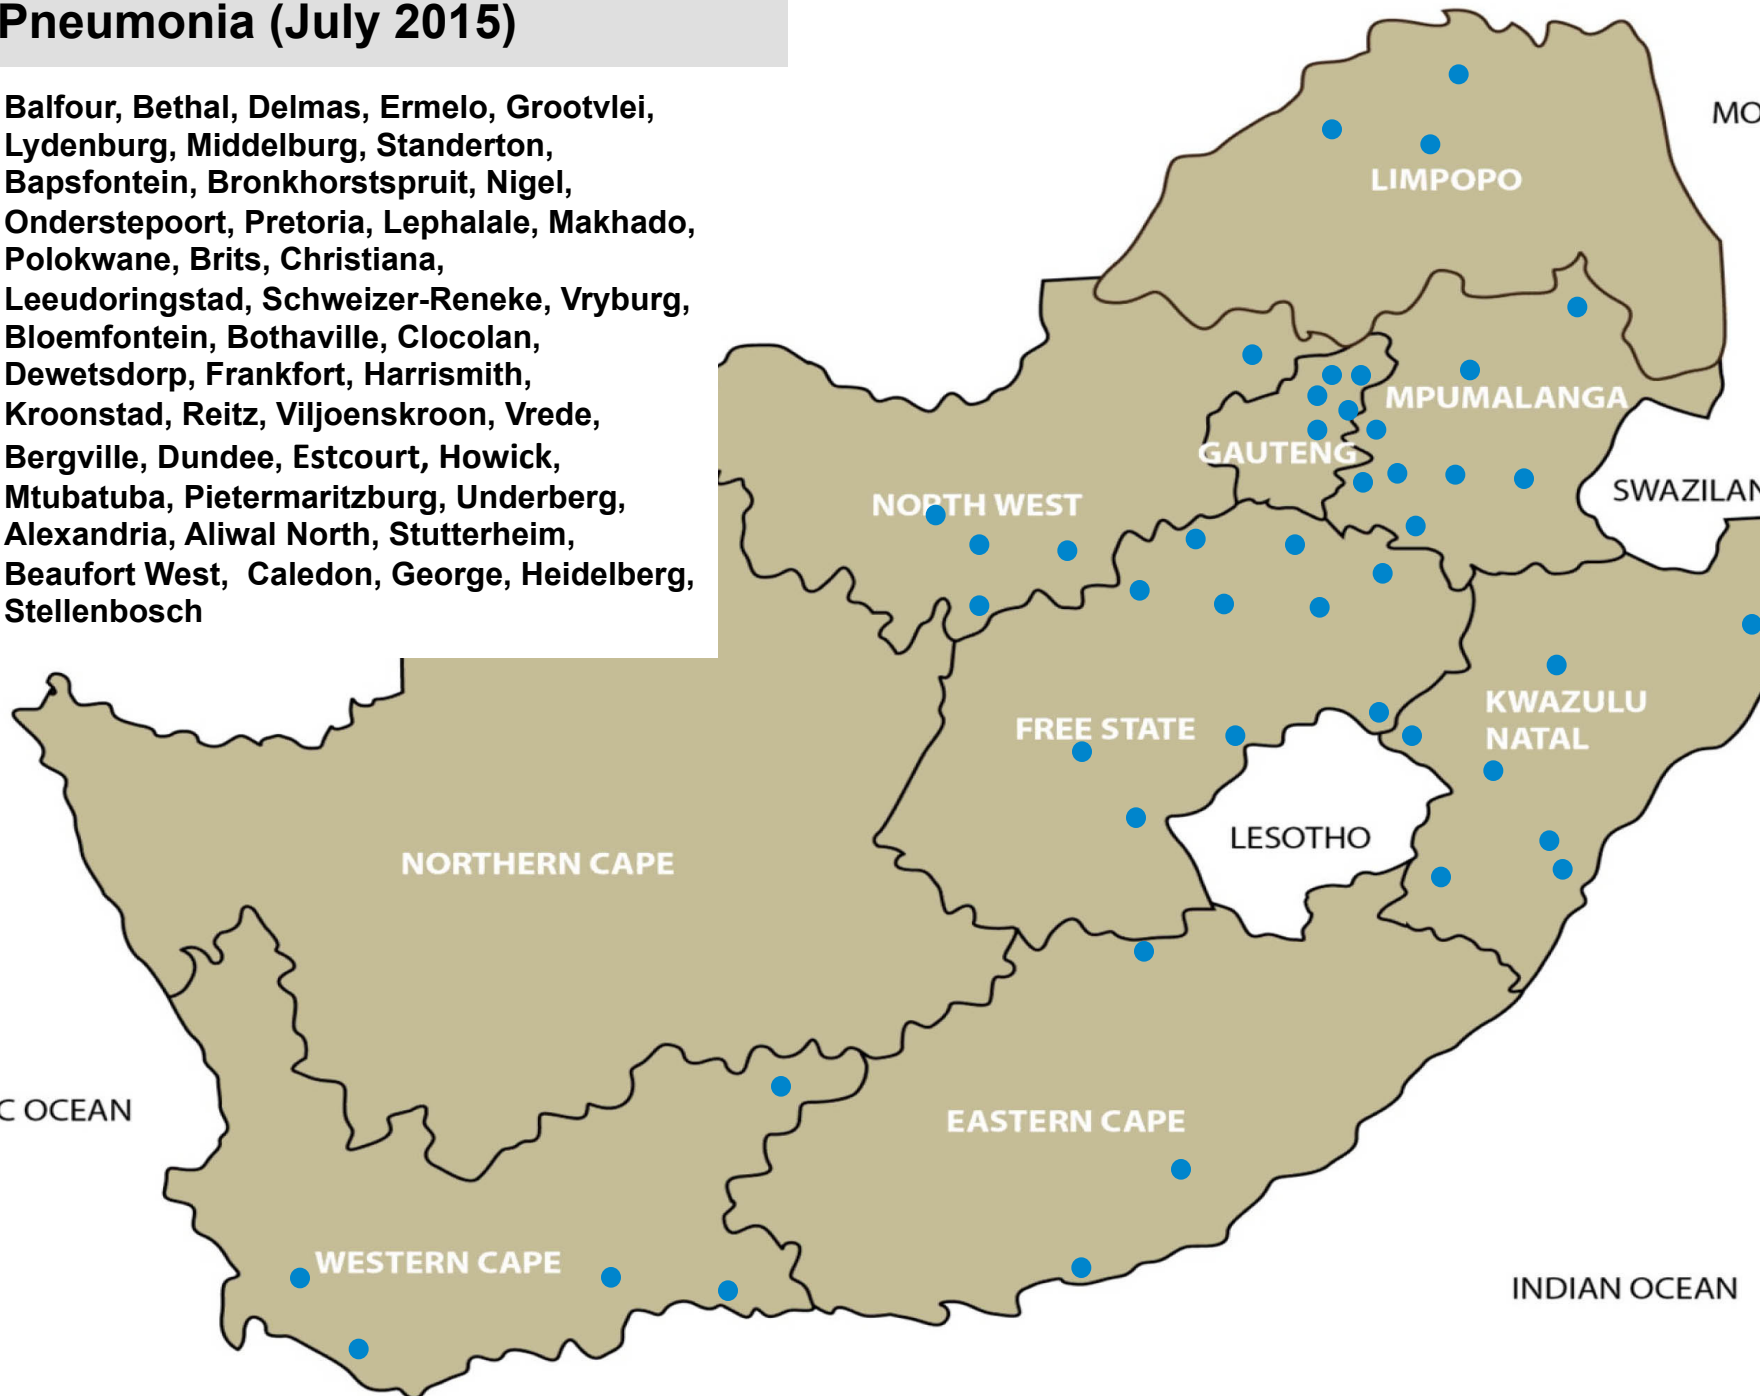 Pneumonia (July 2015)
Balfour, Bethal, Delmas, Ermelo, Grootvlei,
Lydenburg, Middelburg, Standerton,
Bapsfontein, Bronkhorstspruit, Nigel,
Onderstepoort, Pretoria, Lephalale, Makhado,
Polokwane, Brits, Christiana,
Leeudoringstad, Schweizer-Reneke, Vryburg,
Bloemfontein, Bothaville, Clocolan,
Dewetsdorp, Frankfort, Harrismith,
Kroonstad, Reitz, Viljoenskroon, Vrede,
Bergville, Dundee, Estcourt, Howick,
Mtubatuba, Pietermaritzburg, Underberg,
Alexandria, Aliwal North, Stutterheim,
Beaufort West, Caledon, George, Heidelberg,
Stellenbosch
MO
LIMPOPO
MPUMALANGA
GAUTENG
SWAZILAN
NORTH WEST
KWAZULU
NATAL
FREE STATE
LESOTHO
NORTHERN CAPE
C OCEAN
EASTERN CAPE
WESTERN CAPE
INDIAN OCEAN